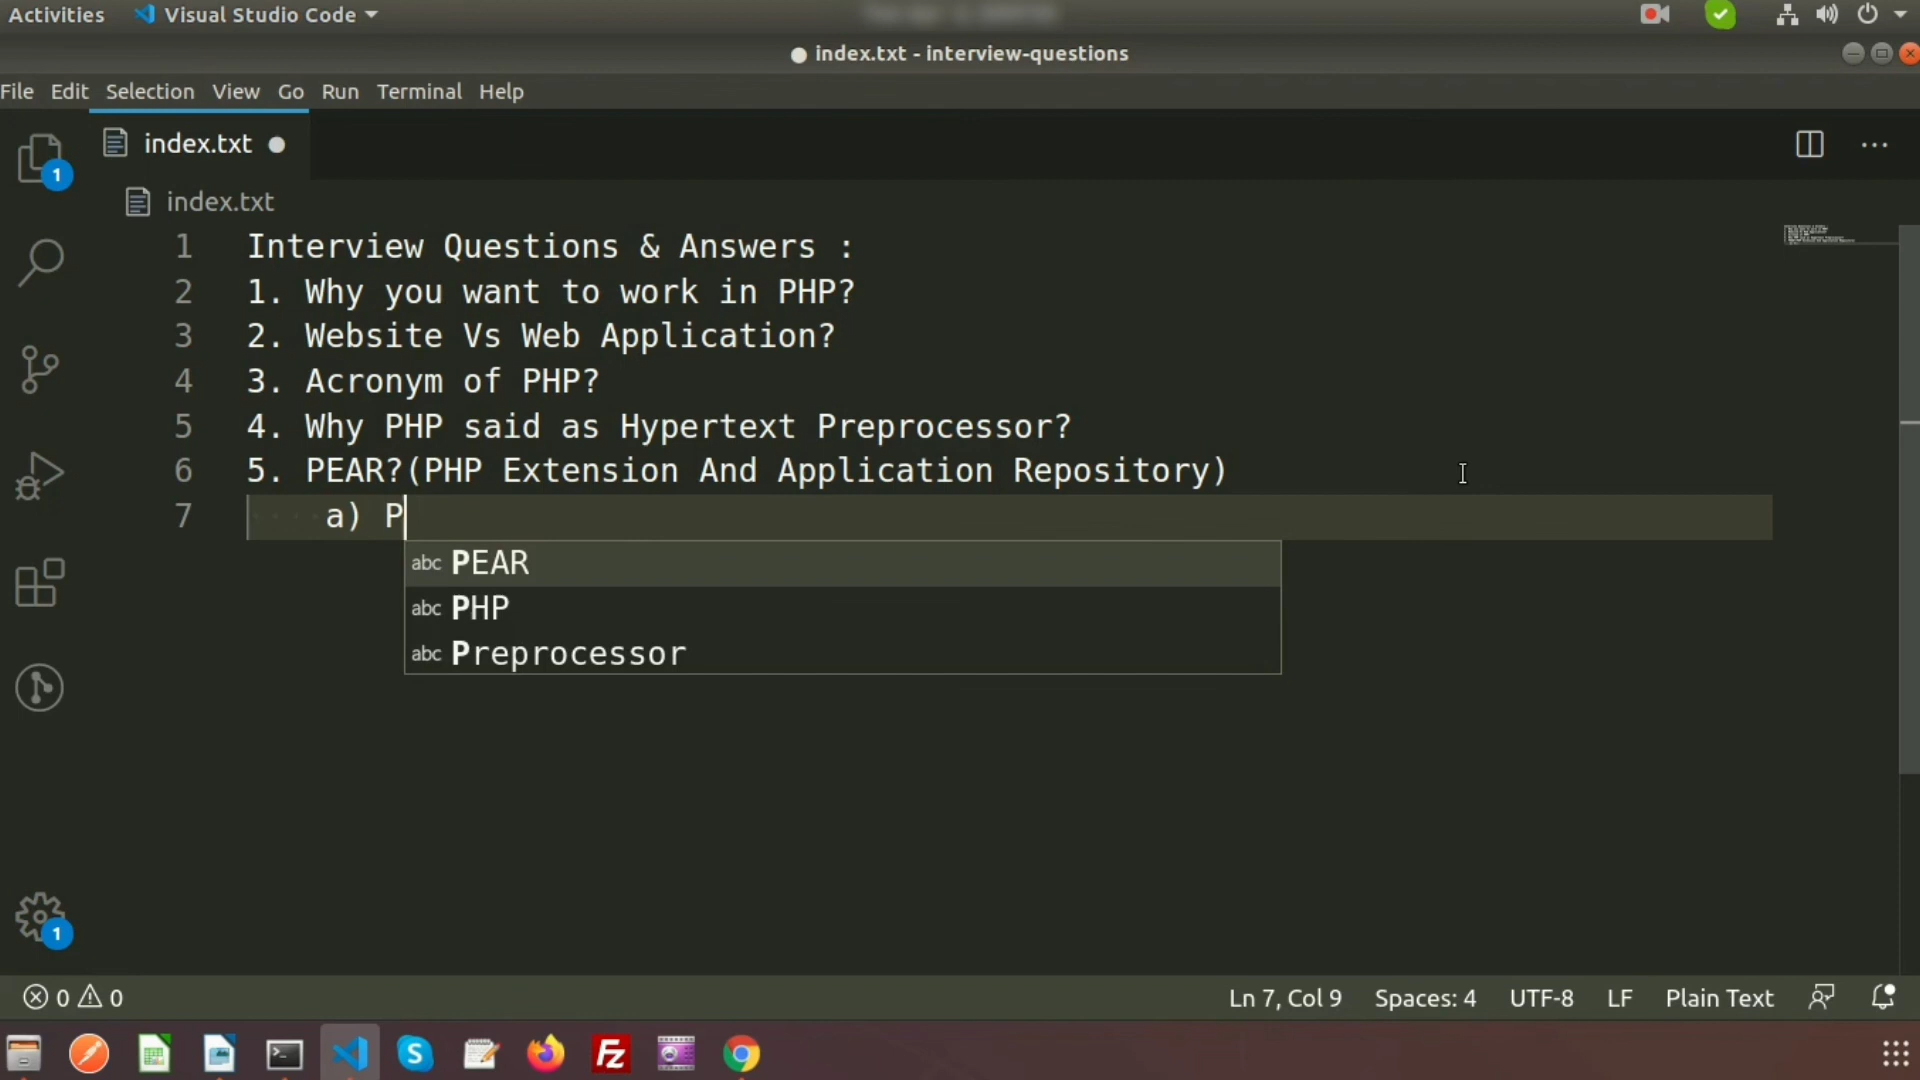 Activities Visual Studio Code
index.txt - interview-questions
File Edit Selection View Go Run Terminal Help
index.txt
1
index.txt
1 Interview Questions & Answers :
2 1. Why you want to work in PHP?
3 2. Website Vs Web Application?
4 3. Acronym of PHP?
5 4. Why PHP said as Hypertext Preprocessor?
6 5. PEAR?(PHP Extension And Application Repository)
7 a) P
abc PEAR
abc PHP
abc Preprocessor
1
0 0 Ln 7, Col 9 Spaces: 4 UTF-8 LF Plain Text
S Fz